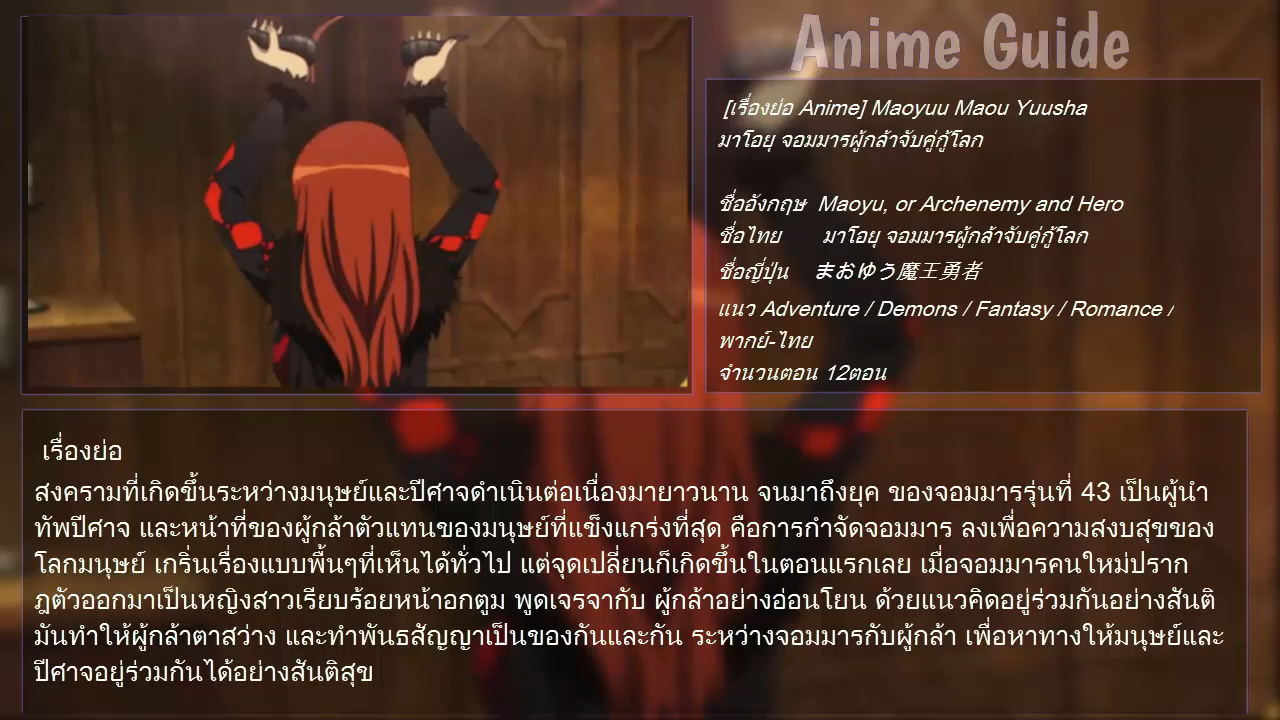 Anime Guide
[เรื่องย่อ Anime] Maoyuu Maou Yuusha
มาโอยุ จอมมารผู้กล้าจับคู่กู้โลก
ชื่ออังกฤษ Maoyu, or Archenemy and Hero
ชื่อไทย มาโอยุ จอมมารผู้กล้าจับคู่กู้โลก
ชื่อญี่ปุ่น まおゆう魔王勇者
แนว Adventure / Demons / Fantasy / Romance /
พากย์-ไทย
จำนวนตอน 12ตอน
เรื่องย่อ
สงครามที่เกิดขึ้นระหว่างมนุษย์และปีศาจดำเนินต่อเนื่องมายาวนาน จนมาถึงยุค ของจอมมารรุ่นที่ 43 เป็นผู้นำ
ทัพปีศาจ และหน้าที่ของผู้กล้าตัวแทนของมนุษย์ที่แข็งแกร่งที่สุด คือการกำจัดจอมมาร ลงเพื่อความสงบสุขของ
โลกมนุษย์ เกริ่นเรื่องแบบพื้นๆที่เห็นได้ทั่วไป แต่จุดเปลี่ยนก็เกิดขึ้นในตอนแรกเลย เมื่อจอมมารคนใหม่ปราก
ฎตัวออกมาเป็นหญิงสาวเรียบร้อยหน้าอกตูม พูดเจรจากับ ผู้กล้าอย่างอ่อนโยน ด้วยแนวคิดอยู่ร่วมกันอย่างสันติ
มันทำให้ผู้กล้าตาสว่าง และทำพันธสัญญาเป็นของกันและกัน ระหว่างจอมมารกับผู้กล้า เพื่อหาทางให้มนุษย์และ
ปีศาจอยู่ร่วมกันได้อย่างสันติสุข